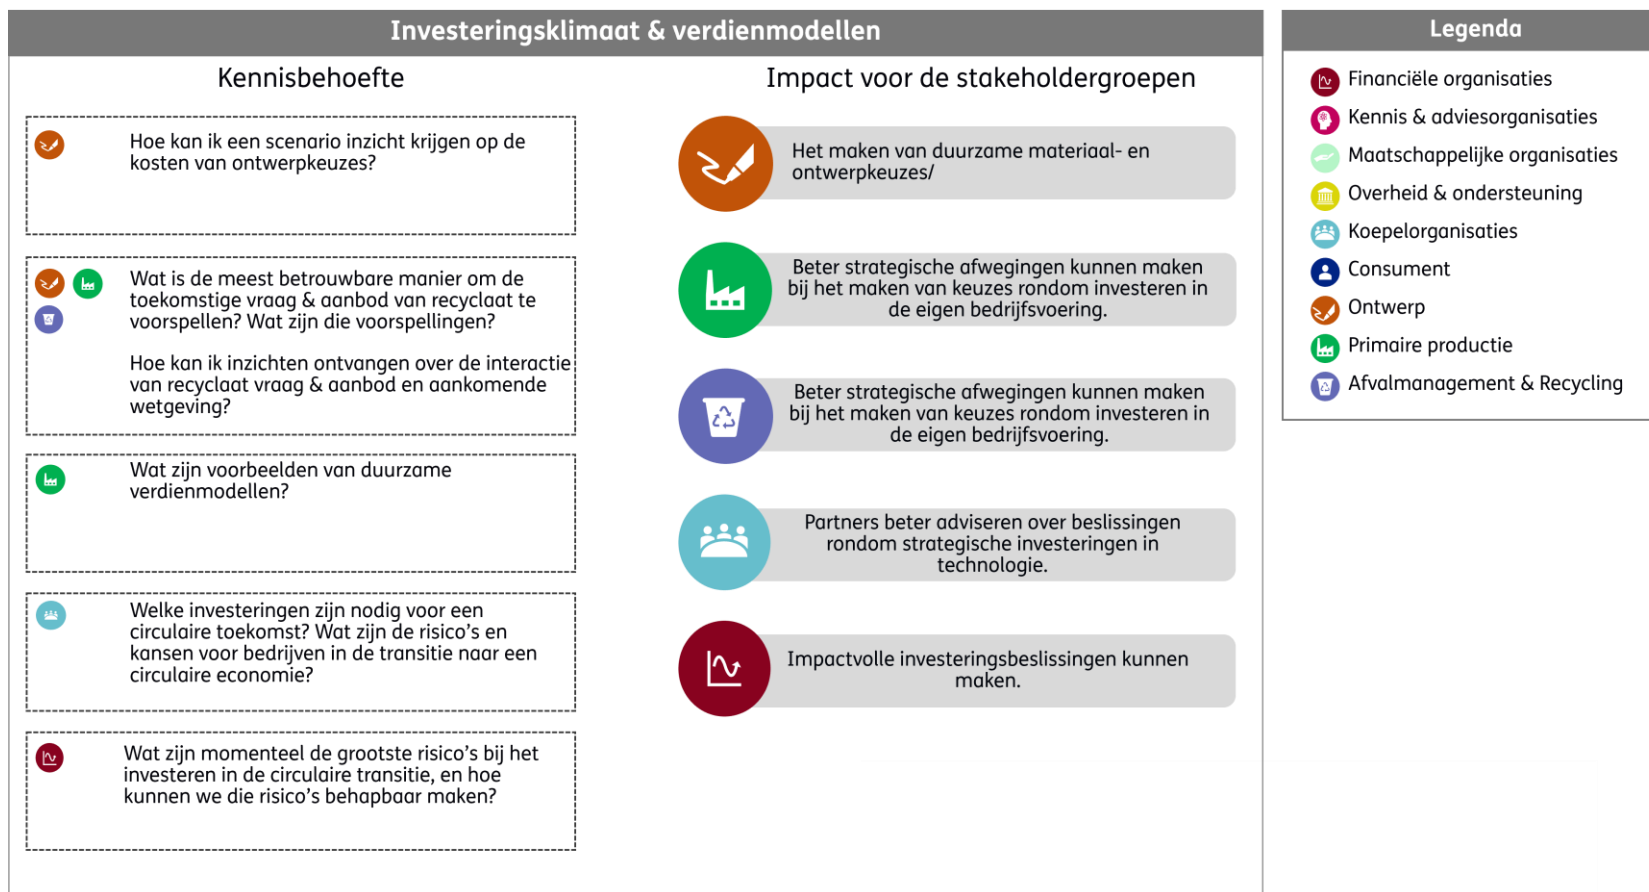 Investeringsklimaat & verdienmodellen
Kennisbehoefte
Hoe kan ik een scenario inzicht krijgen op de
kosten van ontwerpkeuzes?
Wat is de meest betrouwbare manier om de
toekomstige vraag & aanbod van recyclaat te
voorspellen? Wat zijn die voorspellingen?
Hoe kan ik inzichten ontvangen over de interactie
van recyclaat vraag & aanbod en aankomende
wetgeving?
Wat zijn voorbeelden van duurzame
verdienmodellen?
Welke investeringen zijn nodig voor een
circulaire toekomst? Wat zijn de risico's en
kansen voor bedrijven in de transitie naar een
circulaire economie?
Wat zijn momenteel de grootste risico's bij het
investeren in de circulaire transitie, en hoe
kunnen we die risico's behapbaar maken?
Impact voor de stakeholdergroepen
Het maken van duurzame materiaal- en
ontwerpkeuzes/
Beter strategische afwegingen kunnen maken
bij het maken van keuzes rondom investeren in
de eigen bedrijfsvoering.
Beter strategische afwegingen kunnen maken
bij het maken van keuzes rondom investeren in
de eigen bedrijfsvoering.
Partners beter adviseren over beslissingen
rondom strategische investeringen in
technologie.
Impactvolle investeringsbeslissingen kunnen
maken.
Legenda
Financiële organisaties
Kennis & adviesorganisaties
Maatschappelijke organisaties
Overheid & ondersteuning
Koepelorganisaties
Consument
Ontwerp
Primaire productie
Afvalmanagement & Recycling